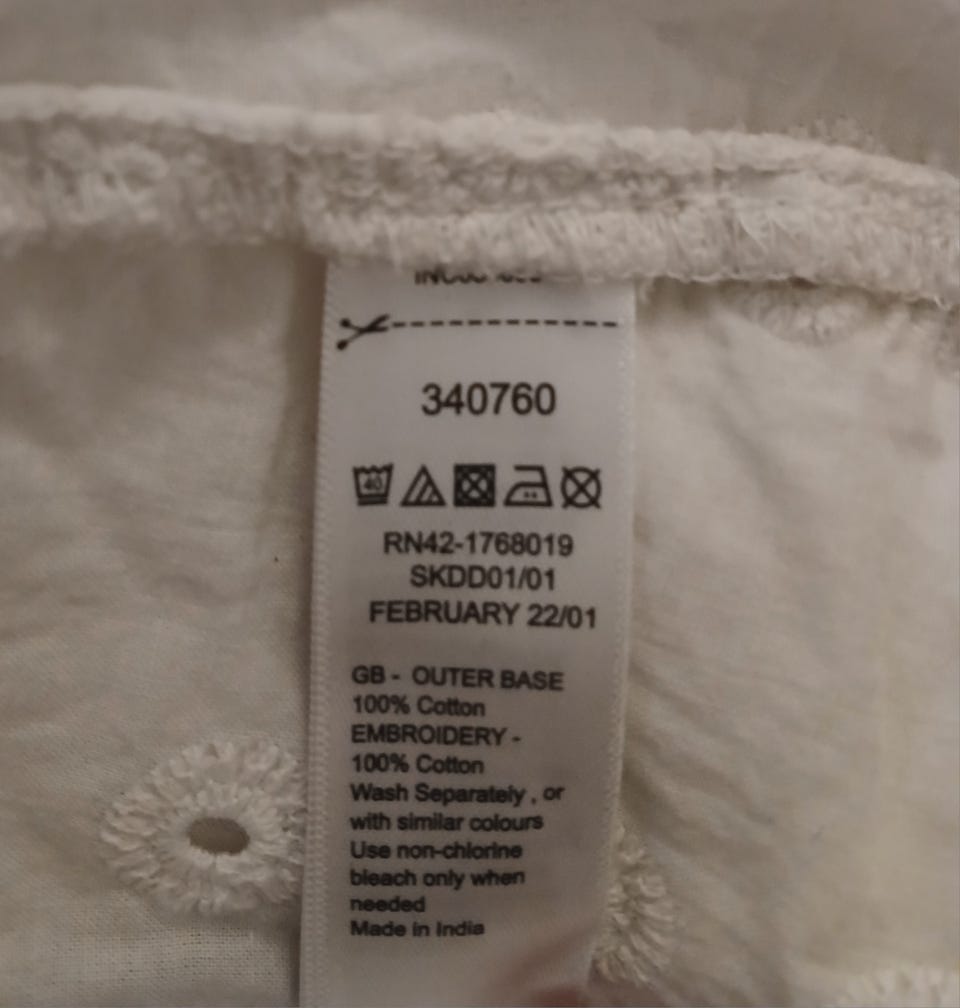 340760
40
RN42-1768019
SKDD01/01
FEBRUARY 22/01
GB - OUTER BASE
100% Cotton
EMBROIDERY -
100% Cotton
Wash Separately , or
with similar colours
Use non-chlorine
bleach only when
needed
Made in India